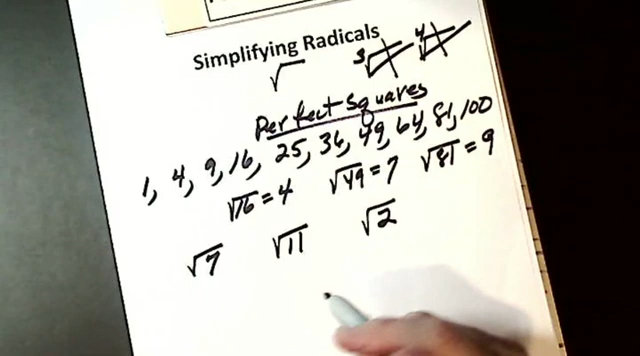 Simplifying Radicals
√ ∛x ∜x
Perfect Squares
1, 4, 9, 16, 25, 36, 49, 64, 81, 100
√16 = 4 √49 = 7 √81 = 9
√7 √11 √2